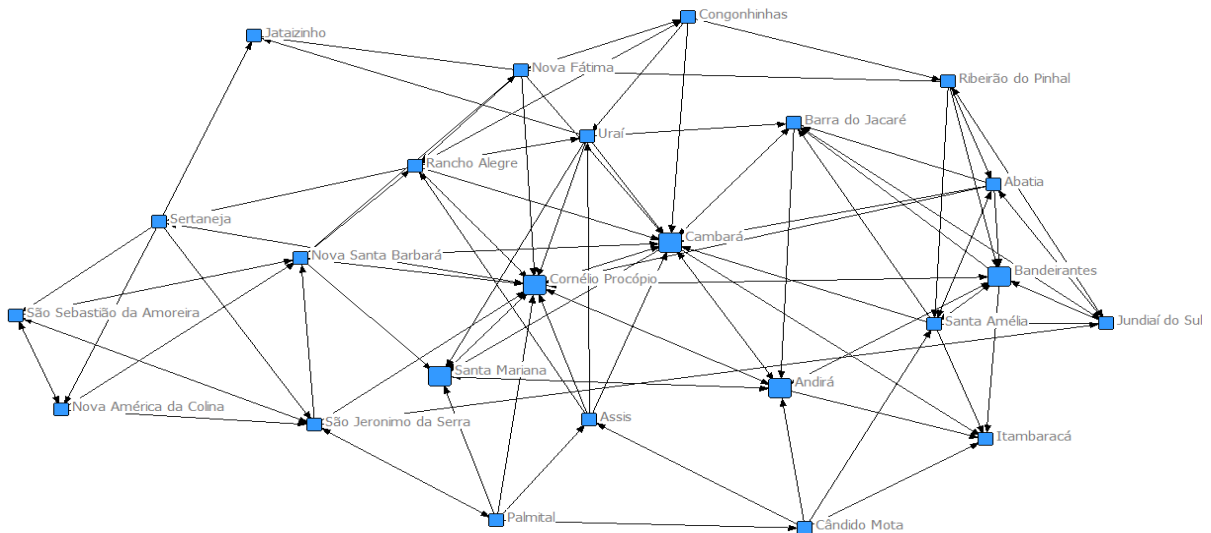 Congonhinhas
Jataizinho
Nova Fátima
Ribeirão do Pinhal
Barra do Jacaré
Uraí
Rancho Alegre
Abatia
Sertaneja
Cambará
Nova Santa Barbará
Bandeirantes
Cornélio Procópio
São Sebastião da Amoreira
Santa Amélia
Jundiaí do Sul
Santa Mariana
Andirá
Nova América da Colina
São Jeronimo da Serra
Assis
Itambaracá
Palmital
Cândido Mota